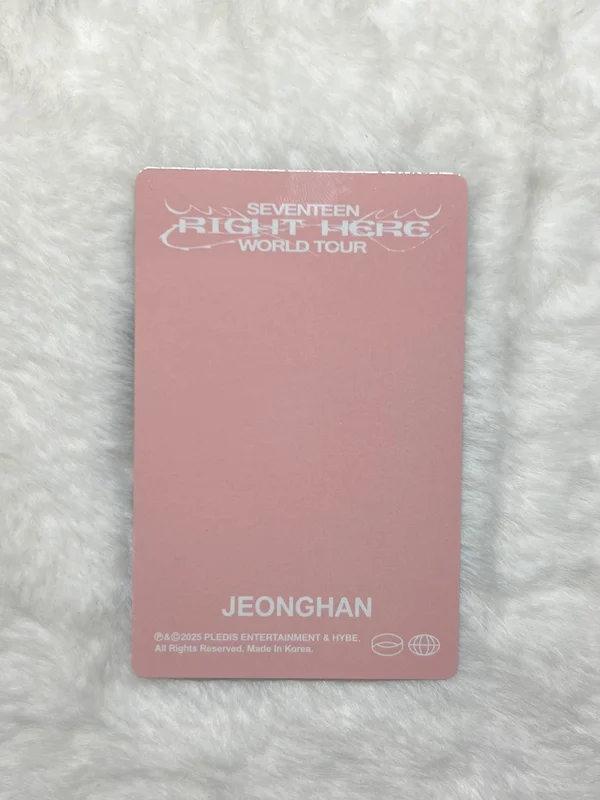 SEVENTEEN
RIGHT HERE
WORLD TOUR
JEONGHAN
℗&©2025 PLEDIS ENTERTAINMENT & HYBE.
All Rights Reserved. Made In Korea.